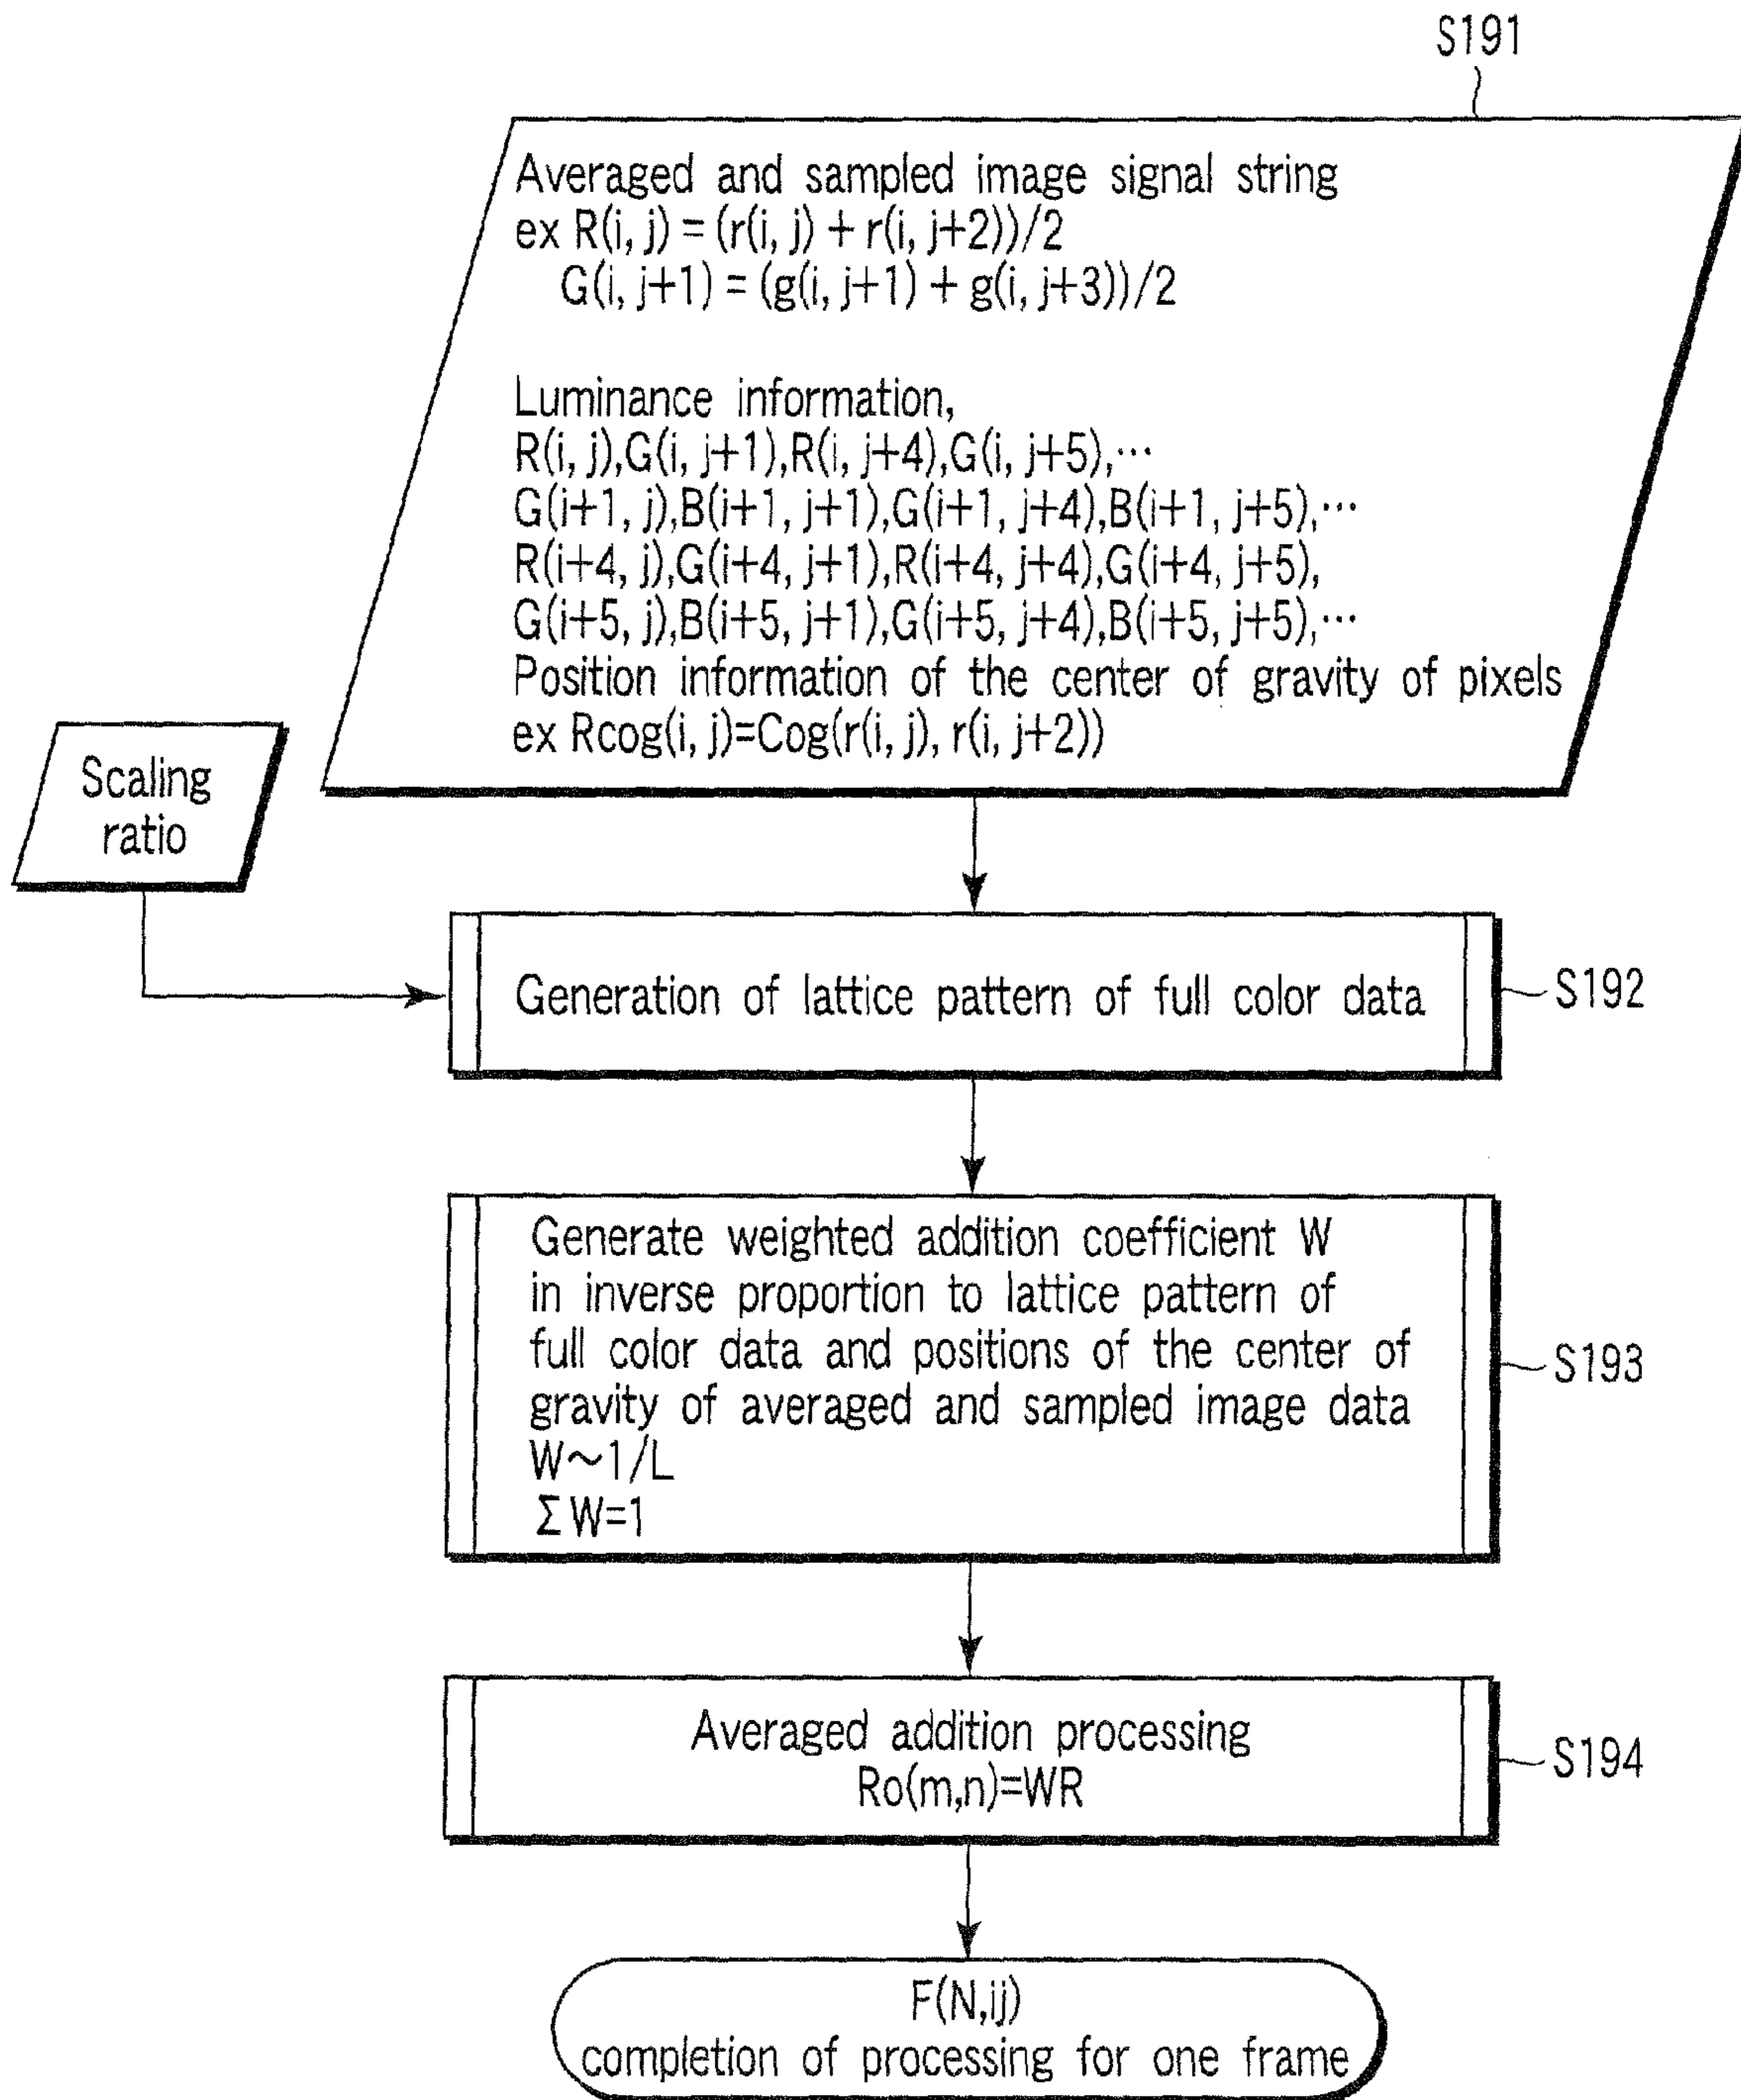 S191
Averaged and sampled image signal string
ex R(i, j) = (r(i, j) + r(i, j+2))/2
G(i, j+1) = (g(i, j+1) + g(i, j+3))/2
Luminance information,
R(i, j),G(i, j+1),R(i, j+4),G(i, j+5),···
G(i+1, j),B(i+1, j+1),G(i+1, j+4),B(i+1, j+5),···
R(i+4, j),G(i+4, j+1),R(i+4, j+4),G(i+4, j+5),
G(i+5, j),B(i+5, j+1),G(i+5, j+4),B(i+5, j+5),···
Position information of the center of gravity of pixels
ex Rcog(i, j)=Cog(r(i, j), r(i, j+2))
Scaling
ratio
Generation of lattice pattern of full color data
S192
Generate weighted addition coefficient W
in inverse proportion to lattice pattern of
full color data and positions of the center of
gravity of averaged and sampled image data
W~1/L
ΣW=1
S193
Averaged addition processing
Ro(m,n)=WR
S194
F(N,ij)
completion of processing for one frame